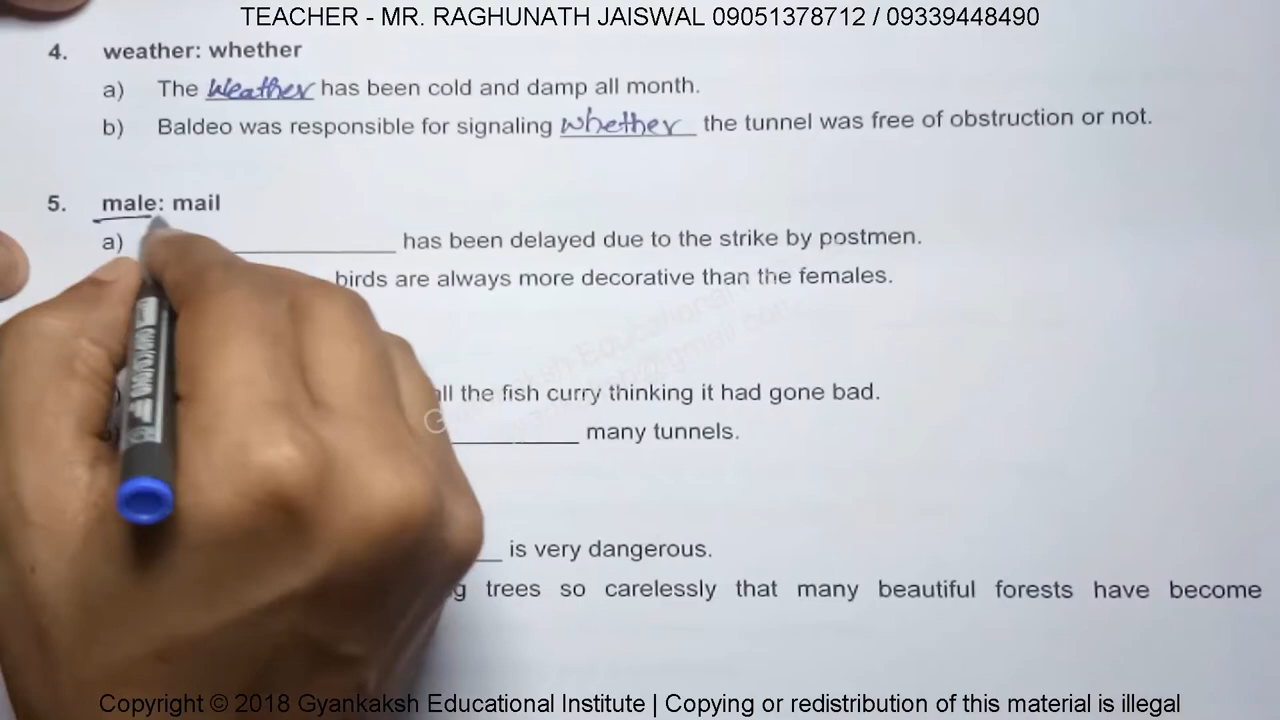 TEACHER - MR. RAGHUNATH JAISWAL 09051378712 / 09339448490
4. weather: whether
a) The Weather has been cold and damp all month.
b) Baldeo was responsible for signaling whether the tunnel was free of obstruction or not.
5. male: mail
a) ____________ has been delayed due to the strike by postmen.
birds are always more decorative than the females.
all the fish curry thinking it had gone bad.
__________ many tunnels.
__ is very dangerous.
trees so carelessly that many beautiful forests have become
Copyright © 2018 Gyankaksh Educational Institute | Copying or redistribution of this material is illegal